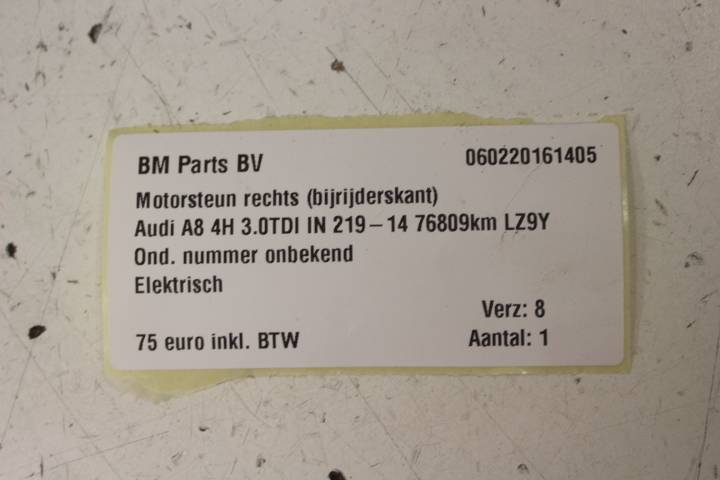 BM Parts BV 060220161405
Motorsteun rechts (bijrijderskant)
Audi A8 4H 3.0TDI IN 219-14 76809km LZ9Y
Ond. nummer onbekend
Elektrisch
Verz: 8
75 euro inkl. BTW Aantal: 1